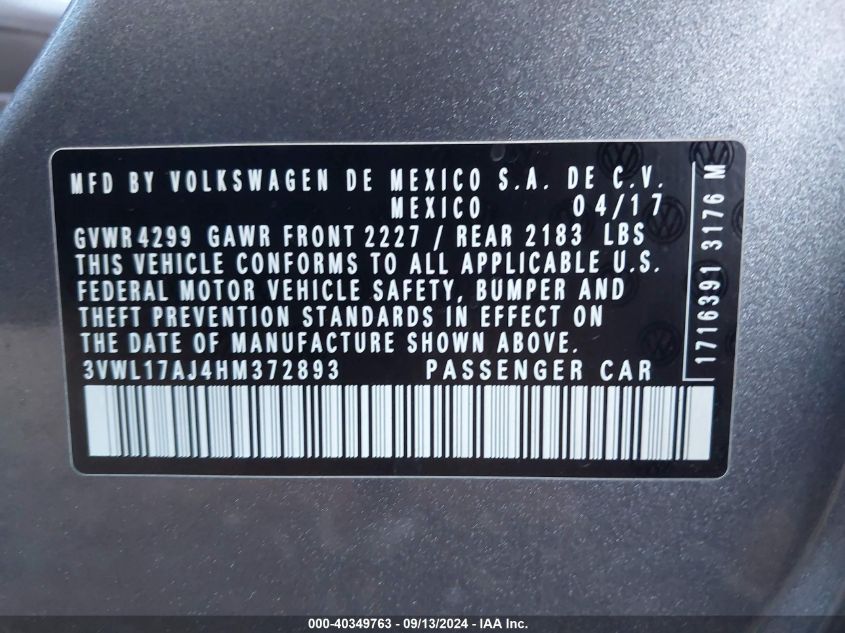 MFD BY VOLKSWAGEN DE MEXICO S.A. DE C.V.
MEXICO 04/17
GVWR 4299 GAWR FRONT 2227 / REAR 2183 LBS
THIS VEHICLE CONFORMS TO ALL APPLICABLE U.S.
FEDERAL MOTOR VEHICLE SAFETY, BUMPER AND
THEFT PREVENTION STANDARDS IN EFFECT ON
THE DATE OF MANUFACTURE SHOWN ABOVE.
3VWL17AJ4HM372893 PASSENGER CAR
1716391 3176 M
000-40349763 - 09/13/2024 - IAA Inc.